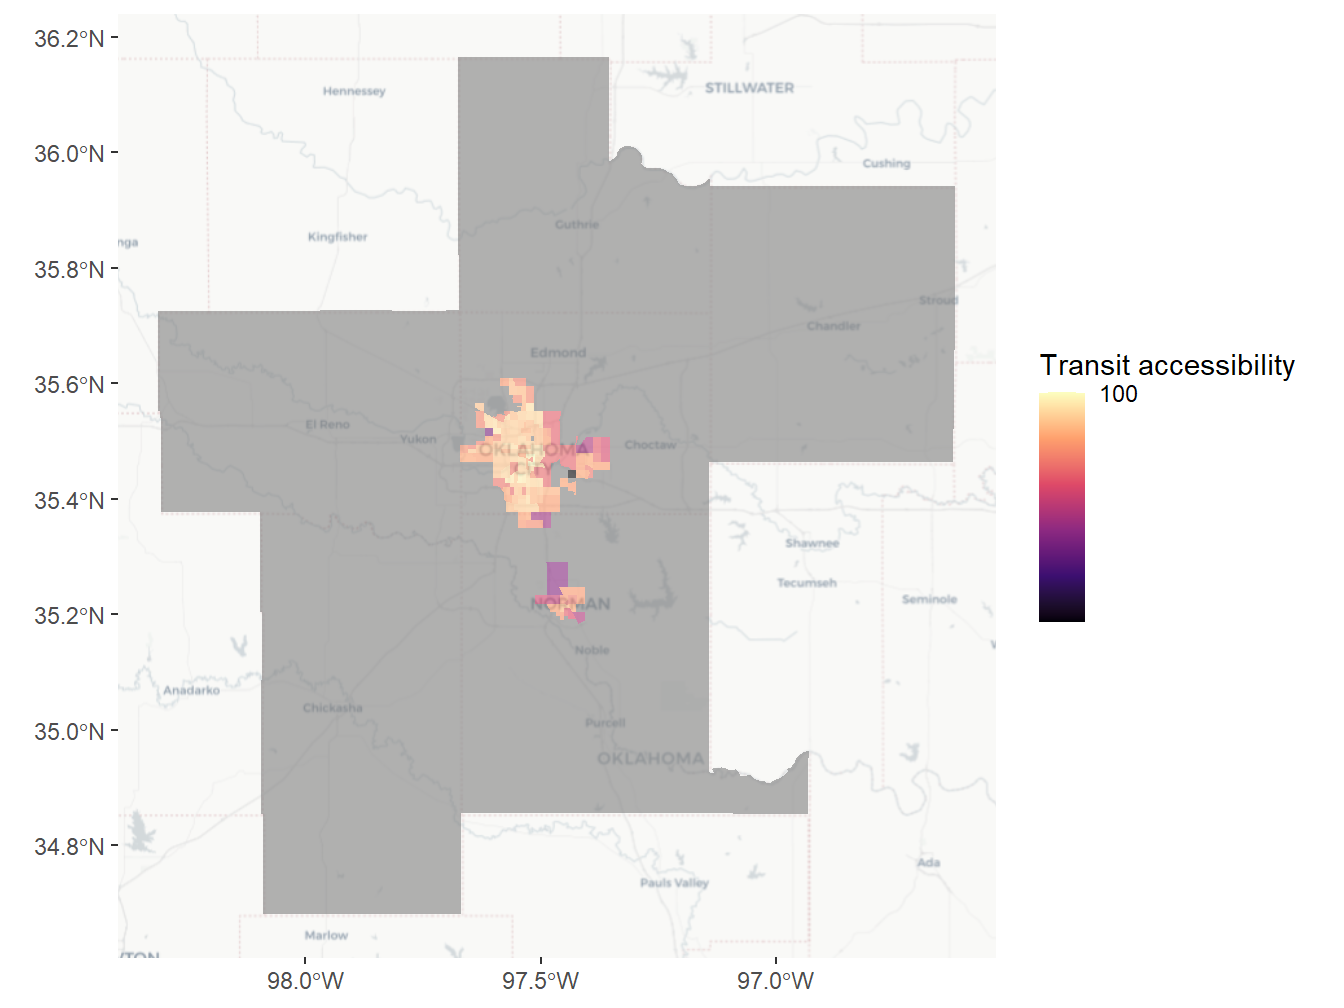 36.2°N
36.0°N
35.8°N
35.6°N
35.4°N
35.2°N
35.0°N
34.8°N
98.0°W
97.5°W
97.0°W
STILLWATER
Hennessey
Cushing
Guthrie
Kingfisher
nga
Stroud
Chandler
Edmond
El Reno
Yukon
OKLAHOMA
CITY
Choctaw
Shawnee
Tecumseh
Seminole
NORMAN
Noble
Anadarko
Chickasha
Purcell
OKLAHOMA
Ada
Pauls Valley
Marlow
TON
Transit accessibility
100